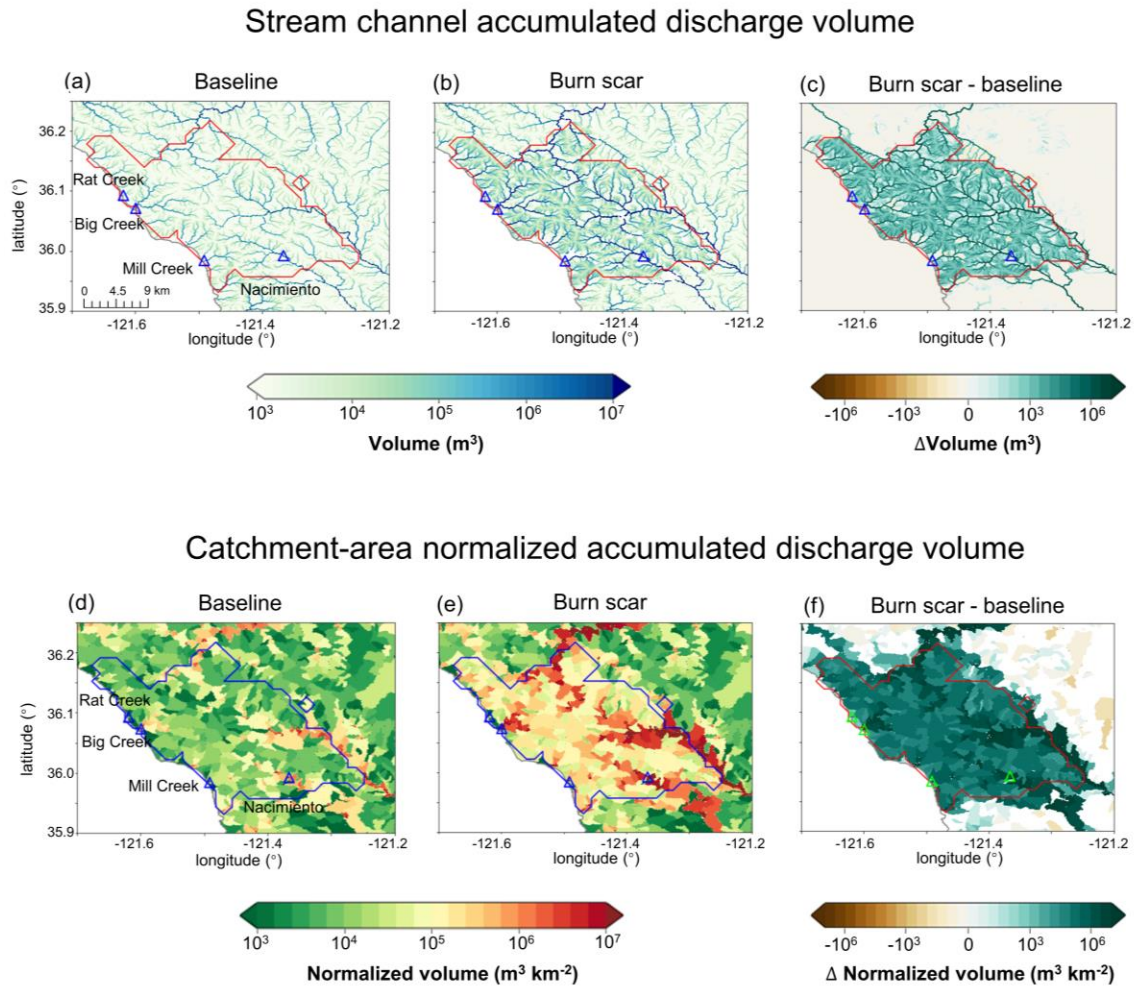 Stream channel accumulated discharge volume
(a) Baseline
(b) Burn scar
(c) Burn scar - baseline
36.2
36.1
36.0
35.9
latitude (°)
Rat Creek
Big Creek
Mill Creek
Nacimiento
0 4.5 9 km
-121.6 -121.4
-121.6 -121.4
-121.6 -121.4 -121.2
longitude (°)
longitude (°)
longitude (°)
10³ 10⁴ 10⁵ 10⁶ 10⁷
Volume (m³)
-10⁶ -10³ 0 10³ 10⁶
ΔVolume (m³)
Catchment-area normalized accumulated discharge volume
(d) Baseline
(e) Burn scar
(f) Burn scar - baseline
36.2
36.1
36.0
35.9
latitude (°)
Rat Creek
Big Creek
Mill Creek
Nacimiento
-121.6 -121.4 -121.2
-121.6 -121.4 -121.2
-121.6 -121.4 -121.2
longitude (°)
longitude (°)
longitude (°)
10³ 10⁴ 10⁵ 10⁶ 10⁷
Normalized volume (m³ km⁻²)
-10⁶ -10³ 0 10³ 10⁶
Δ Normalized volume (m³ km⁻²)